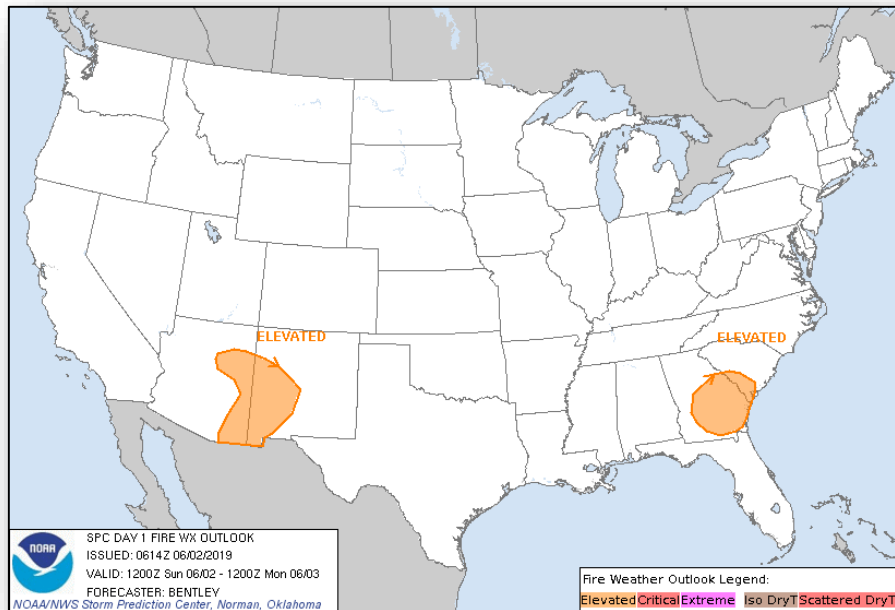 ELEVATED
ELEVATED
NOAA
SPC DAY 1 FIRE WX OUTLOOK
ISSUED: 0614Z 06/02/2019
VALID: 1200Z Sun 06/02 - 1200Z Mon 06/03
FORECASTER: BENTLEY
NOAA/NWS Storm Prediction Center, Norman, Oklahoma
Fire Weather Outlook Legend:
Elevated Critical Extreme Iso DryT Scattered DryT